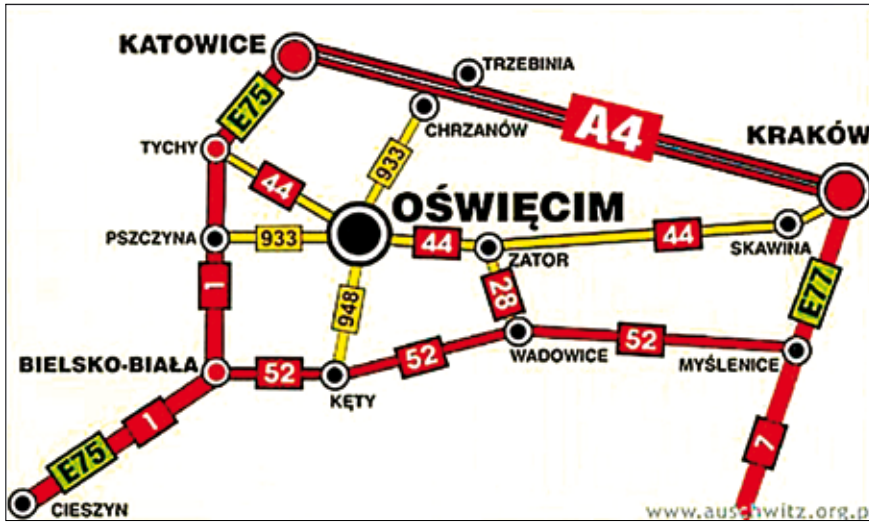 KATOWICE
TRZEBINIA
E75
A4
CHRZANÓW
KRAKÓW
TYCHY
933
44
OŚWIĘCIM
PSZCZYNA
933
44
ZATOR
44
SKAWINA
1
948
28
E77
BIELSKO-BIAŁA
52
KĘTY
52
WADOWICE
52
MYŚLENICE
1
E75
7
CIESZYN
www.auschwitz.org.p